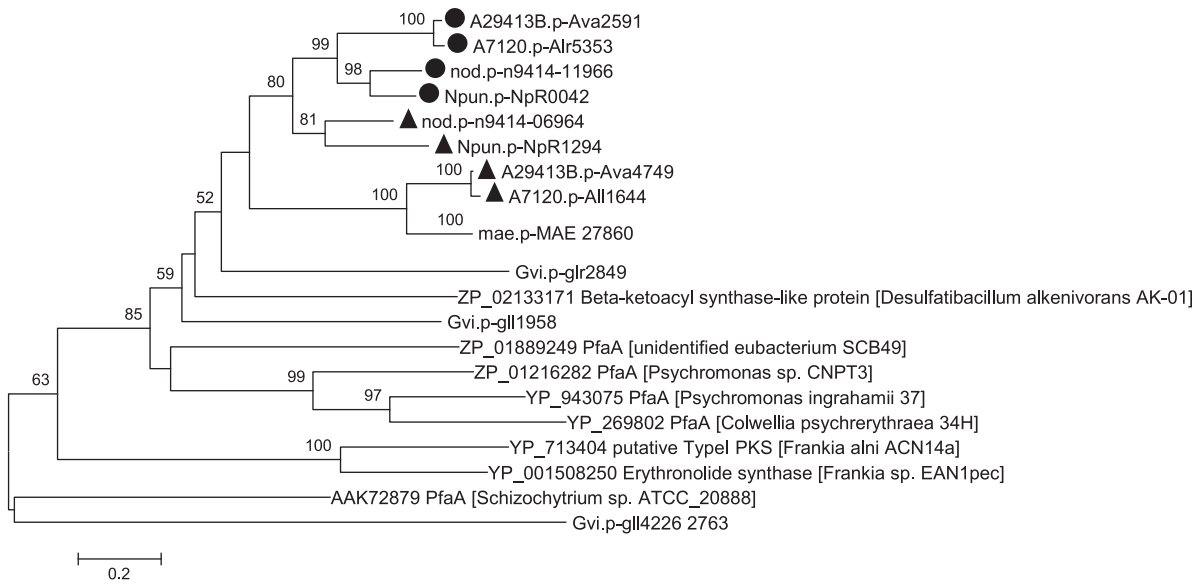 100
A29413B.p-Ava2591
99
A7120.p-Alr5353
98
nod.p-n9414-11966
80
Npun.p-NpR0042
81
nod.p-n9414-06964
Npun.p-NpR1294
100
A29413B.p-Ava4749
100
A7120.p-All1644
52
100
mae.p-MAE 27860
Gvi.p-glr2849
59
ZP_02133171 Beta-ketoacyl synthase-like protein [Desulfatibacillum alkenivorans AK-01]
85
Gvi.p-gll1958
ZP_01889249 PfaA [unidentified eubacterium SCB49]
99
ZP_01216282 PfaA [Psychromonas sp. CNPT3]
63
97
YP_943075 PfaA [Psychromonas ingrahamii 37]
YP_269802 PfaA [Colwellia psychrerythraea 34H]
100
YP_713404 putative TypeI PKS [Frankia alni ACN14a]
YP_001508250 Erythronolide synthase [Frankia sp. EAN1pec]
AAK72879 PfaA [Schizochytrium sp. ATCC_20888]
Gvi.p-gll4226 2763
0.2